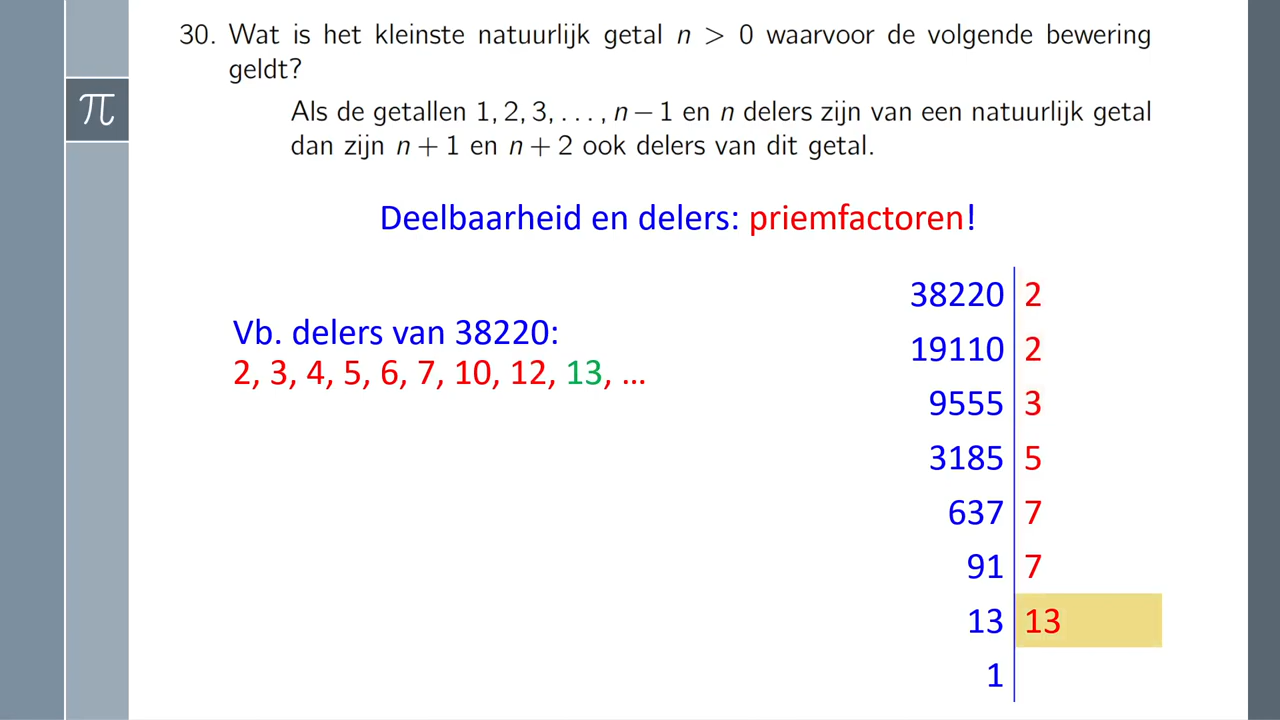 30. Wat is het kleinste natuurlijk getal n > 0 waarvoor de volgende bewering
geldt?
π
Als de getallen 1, 2, 3, . . . , n − 1 en n delers zijn van een natuurlijk getal
dan zijn n + 1 en n + 2 ook delers van dit getal.
Deelbaarheid en delers: priemfactoren!
Vb. delers van 38220:
2, 3, 4, 5, 6, 7, 10, 12, 13, ...
38220 2
19110 2
9555 3
3185 5
637 7
91 7
13 13
1